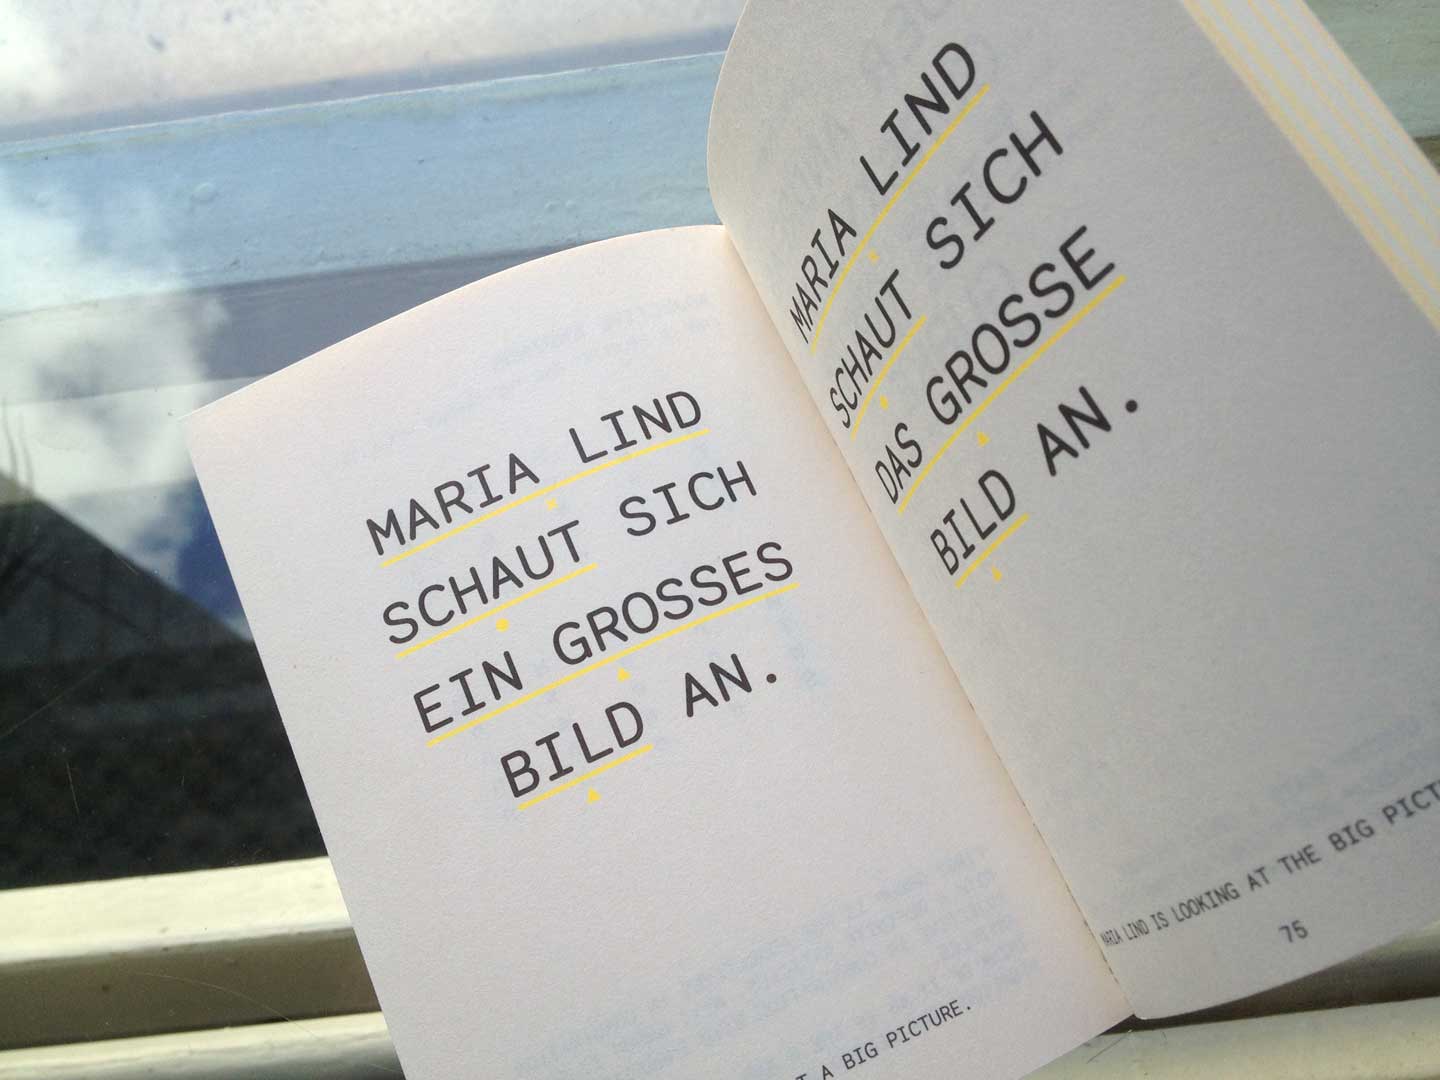 MARIA LIND
SCHAUT SICH
EIN GROSSES
BILD AN.
T A BIG PICTURE.
MARIA LIND
SCHAUT SICH
DAS GROSSE
BILD AN.
MARIA LIND IS LOOKING AT THE BIG PICT
75